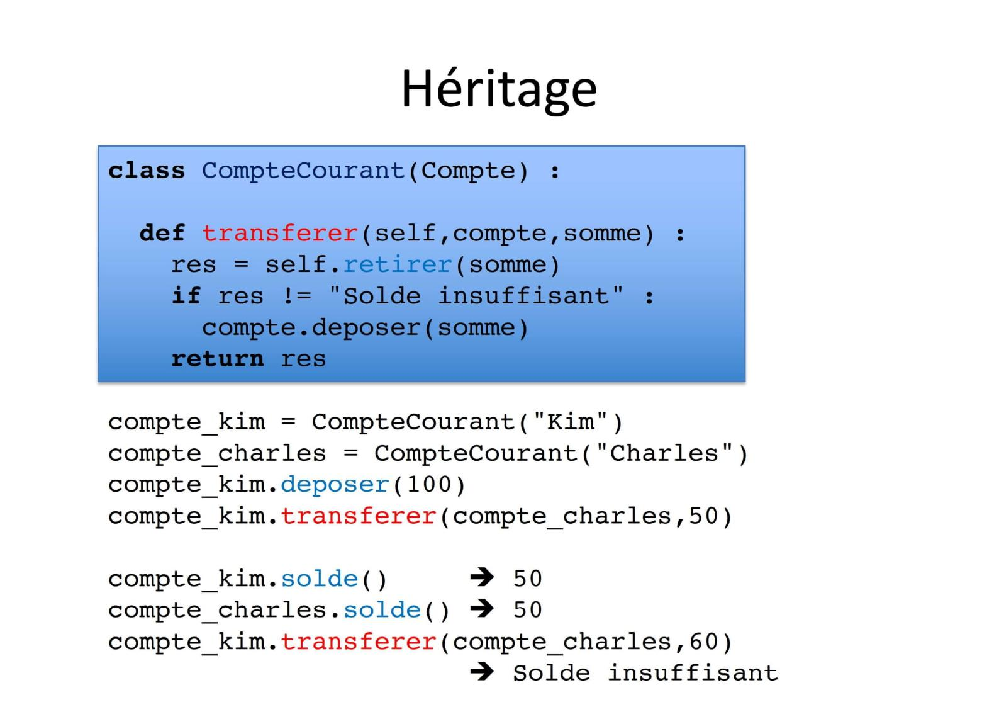 Héritage
class CompteCourant(Compte) :
def transferer(self,compte,somme) :
res = self.retirer(somme)
if res != "Solde insuffisant" :
compte.deposer(somme)
return res
compte_kim = CompteCourant("Kim")
compte_charles = CompteCourant("Charles")
compte_kim.deposer(100)
compte_kim.transferer(compte_charles,50)
compte_kim.solde() ➔ 50
compte_charles.solde() ➔ 50
compte_kim.transferer(compte_charles,60)
➔ Solde insuffisant